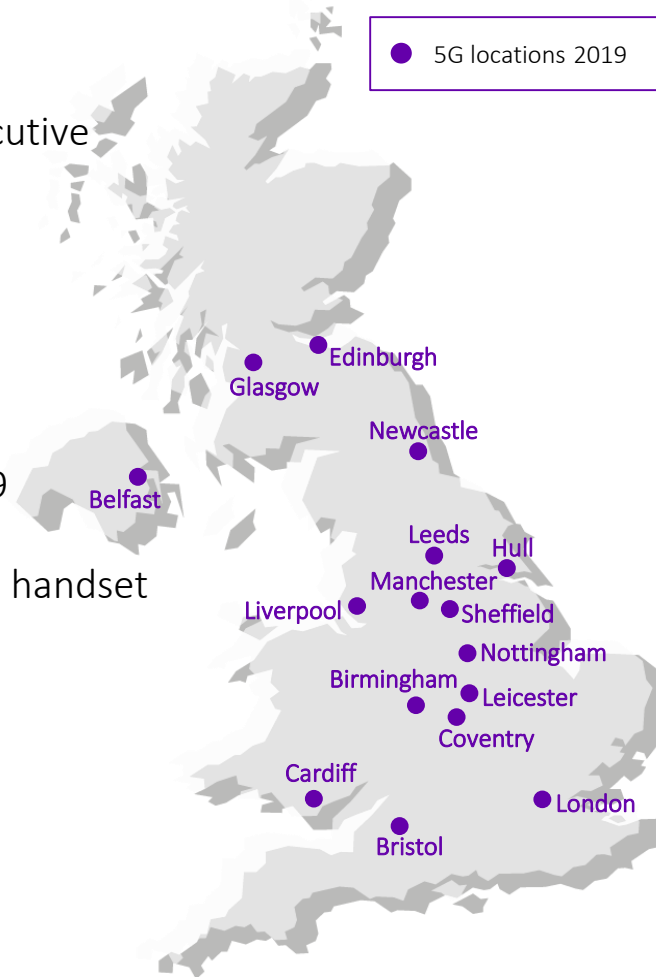 5G locations 2019
Edinburgh
Glasgow
Newcastle
Belfast
Leeds
Hull
handset
Manchester
Liverpool
Sheffield
Nottingham
Birmingham
Leicester
Coventry
Cardiff
London
Bristol